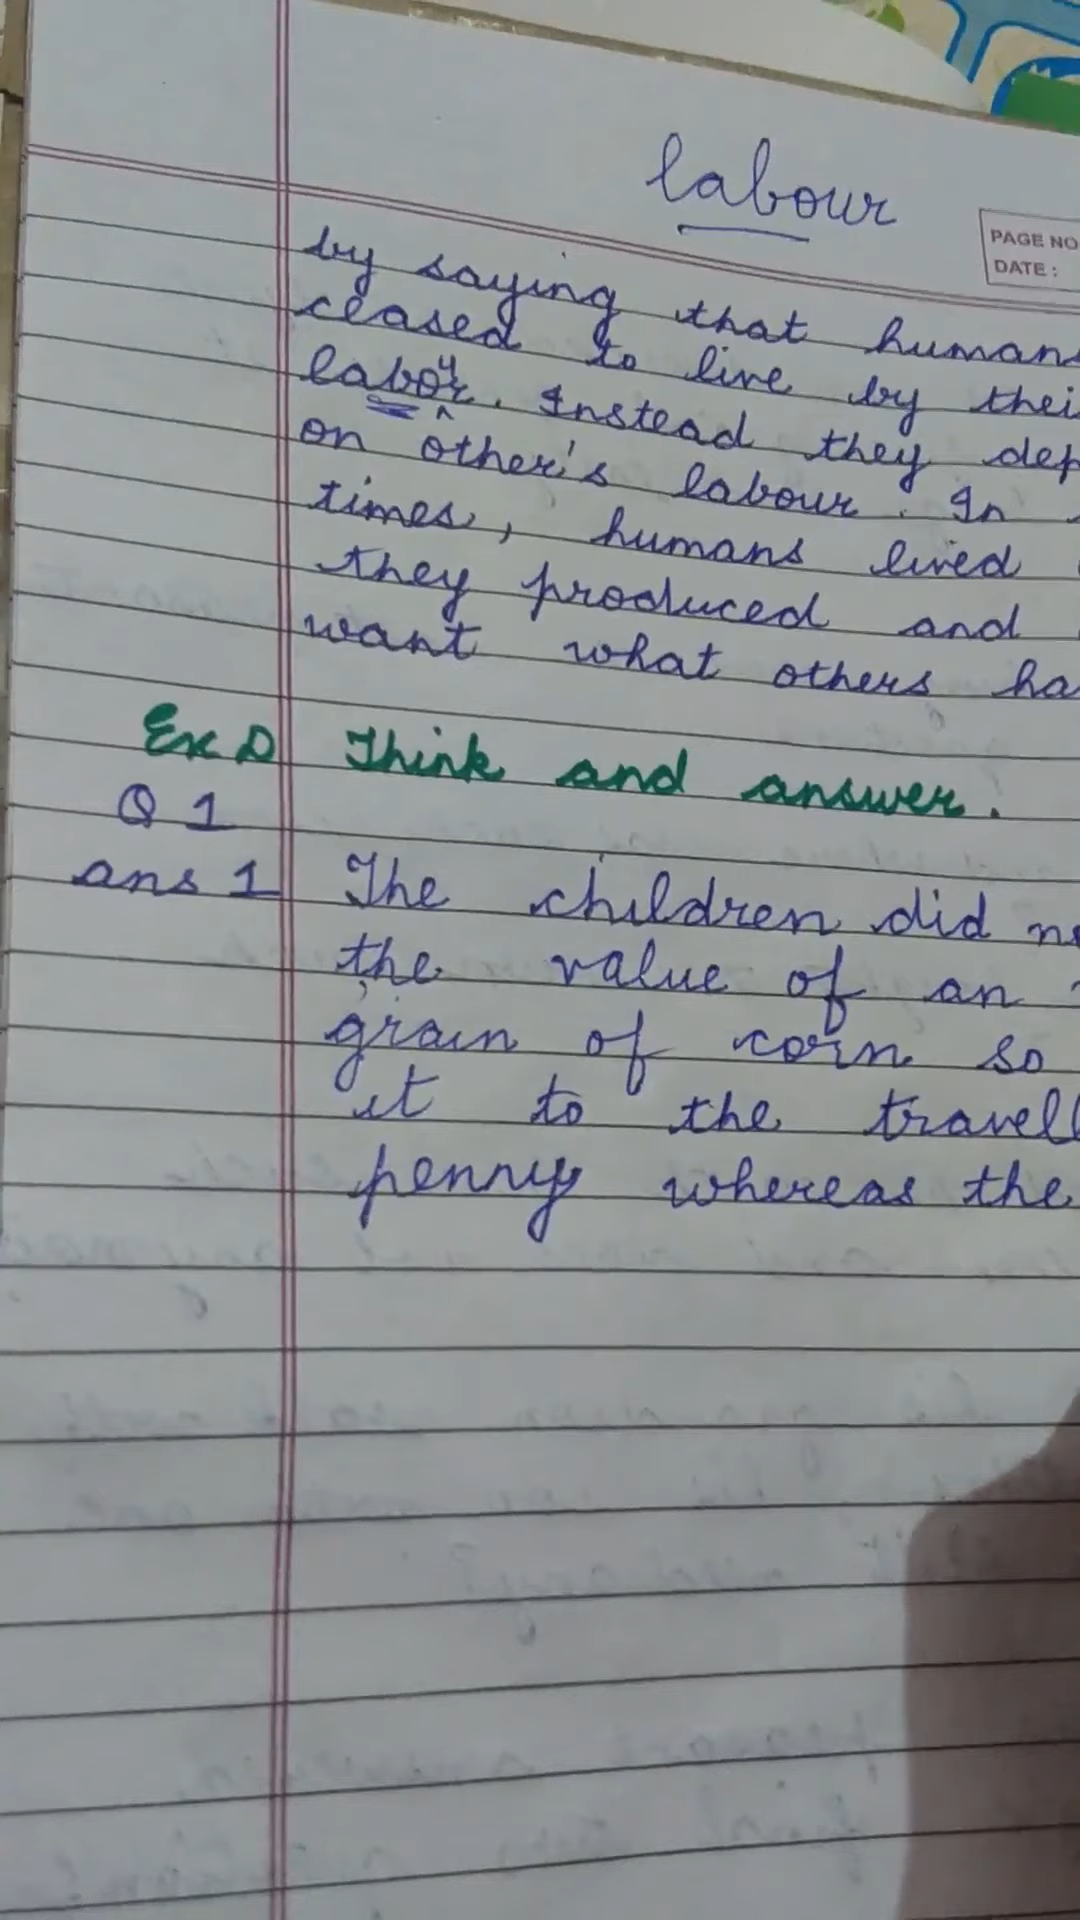 labour
PAGE NO
DATE :
by saying that humans
ceased to live by thei
labour. Instead they dep
on other's labour. In
times, humans lived
they produced and
want what others ha
Ex D Think and answer.
Q 1
ans 1 The children did no
the value of an
grain of corn so
it to the travell
penny whereas the